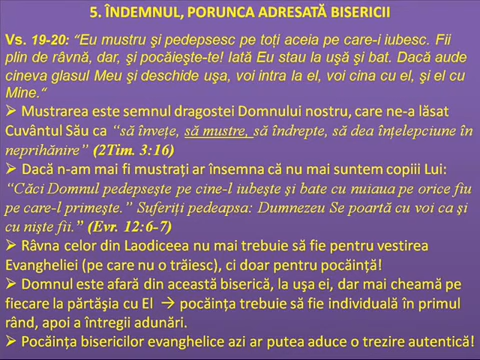 5. ÎNDEMNUL, PORUNCA ADRESATĂ BISERICII
Vs. 19-20: “Eu mustru şi pedepsesc pe toți aceia pe care-i iubesc. Fii
plin de râvnă, dar, şi pocăieşte-te! Iată Eu stau la uşă şi bat. Dacă aude
cineva glasul Meu şi deschide uşa, voi intra la el, voi cina cu el, şi el cu
Mine.“
➢ Mustrarea este semnul dragostei Domnului nostru, care ne-a lăsat
Cuvântul Său ca “să înveţe, să mustre, să îndrepte, să dea înţelepciune în
neprihănire” (2Tim. 3:16)
➢ Dacă n-am mai fi mustrați ar însemna că nu mai suntem copiii Lui:
“Căci Domnul pedepseşte pe cine-l iubeşte şi bate cu nuiaua pe orice fiu
pe care-l primeşte.” Suferiţi pedeapsa: Dumnezeu Se poartă cu voi ca şi
cu nişte fii.” (Evr. 12:6-7)
➢ Râvna celor din Laodiceea nu mai trebuie să fie pentru vestirea
Evangheliei (pe care nu o trăiesc), ci doar pentru pocăință!
➢ Domnul este afară din această biserică, la uşa ei, dar mai cheamă pe
fiecare la părtăşia cu El → pocăința trebuie să fie individuală în primul
rând, apoi a întregii adunări.
➢ Pocăința bisericilor evanghelice azi ar putea aduce o trezire autentică!